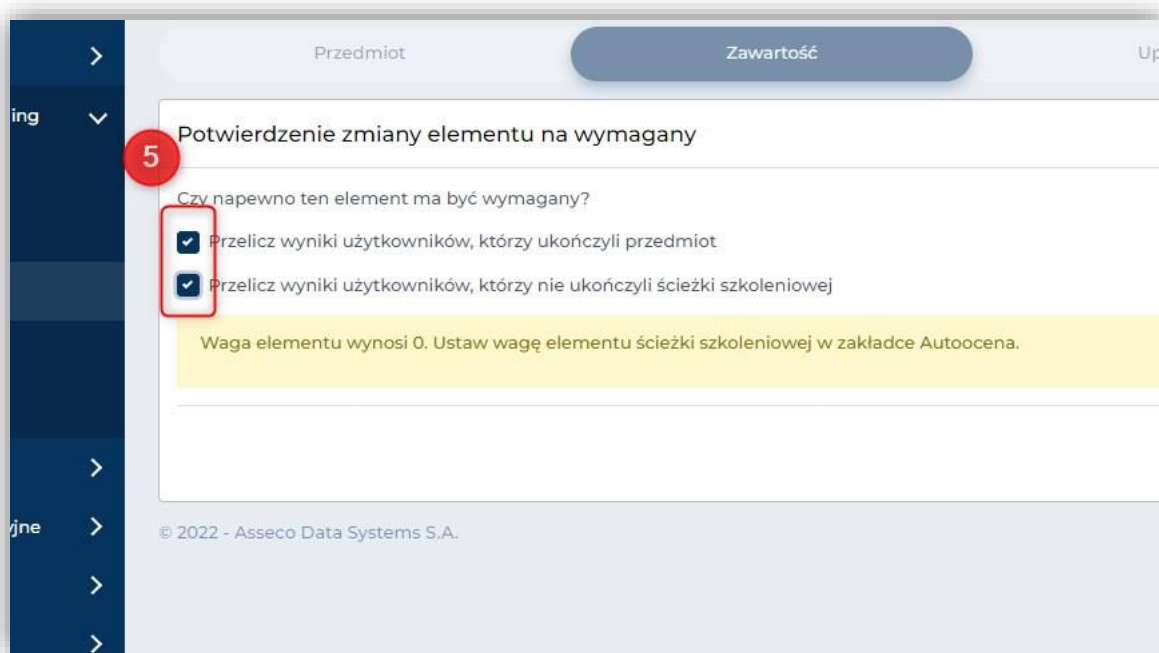 Przedmiot
Zawartość
Up
ing
Potwierdzenie zmiany elementu na wymagany
5
Czy napewno ten element ma być wymagany?
Przelicz wyniki użytkowników, którzy ukończyli przedmiot
Przelicz wyniki użytkowników, którzy nie ukończyli ścieżki szkoleniowej
Waga elementu wynosi 0. Ustaw wagę elementu ścieżki szkoleniowej w zakładce Autoocena.
yjne
© 2022 - Asseco Data Systems S.A.